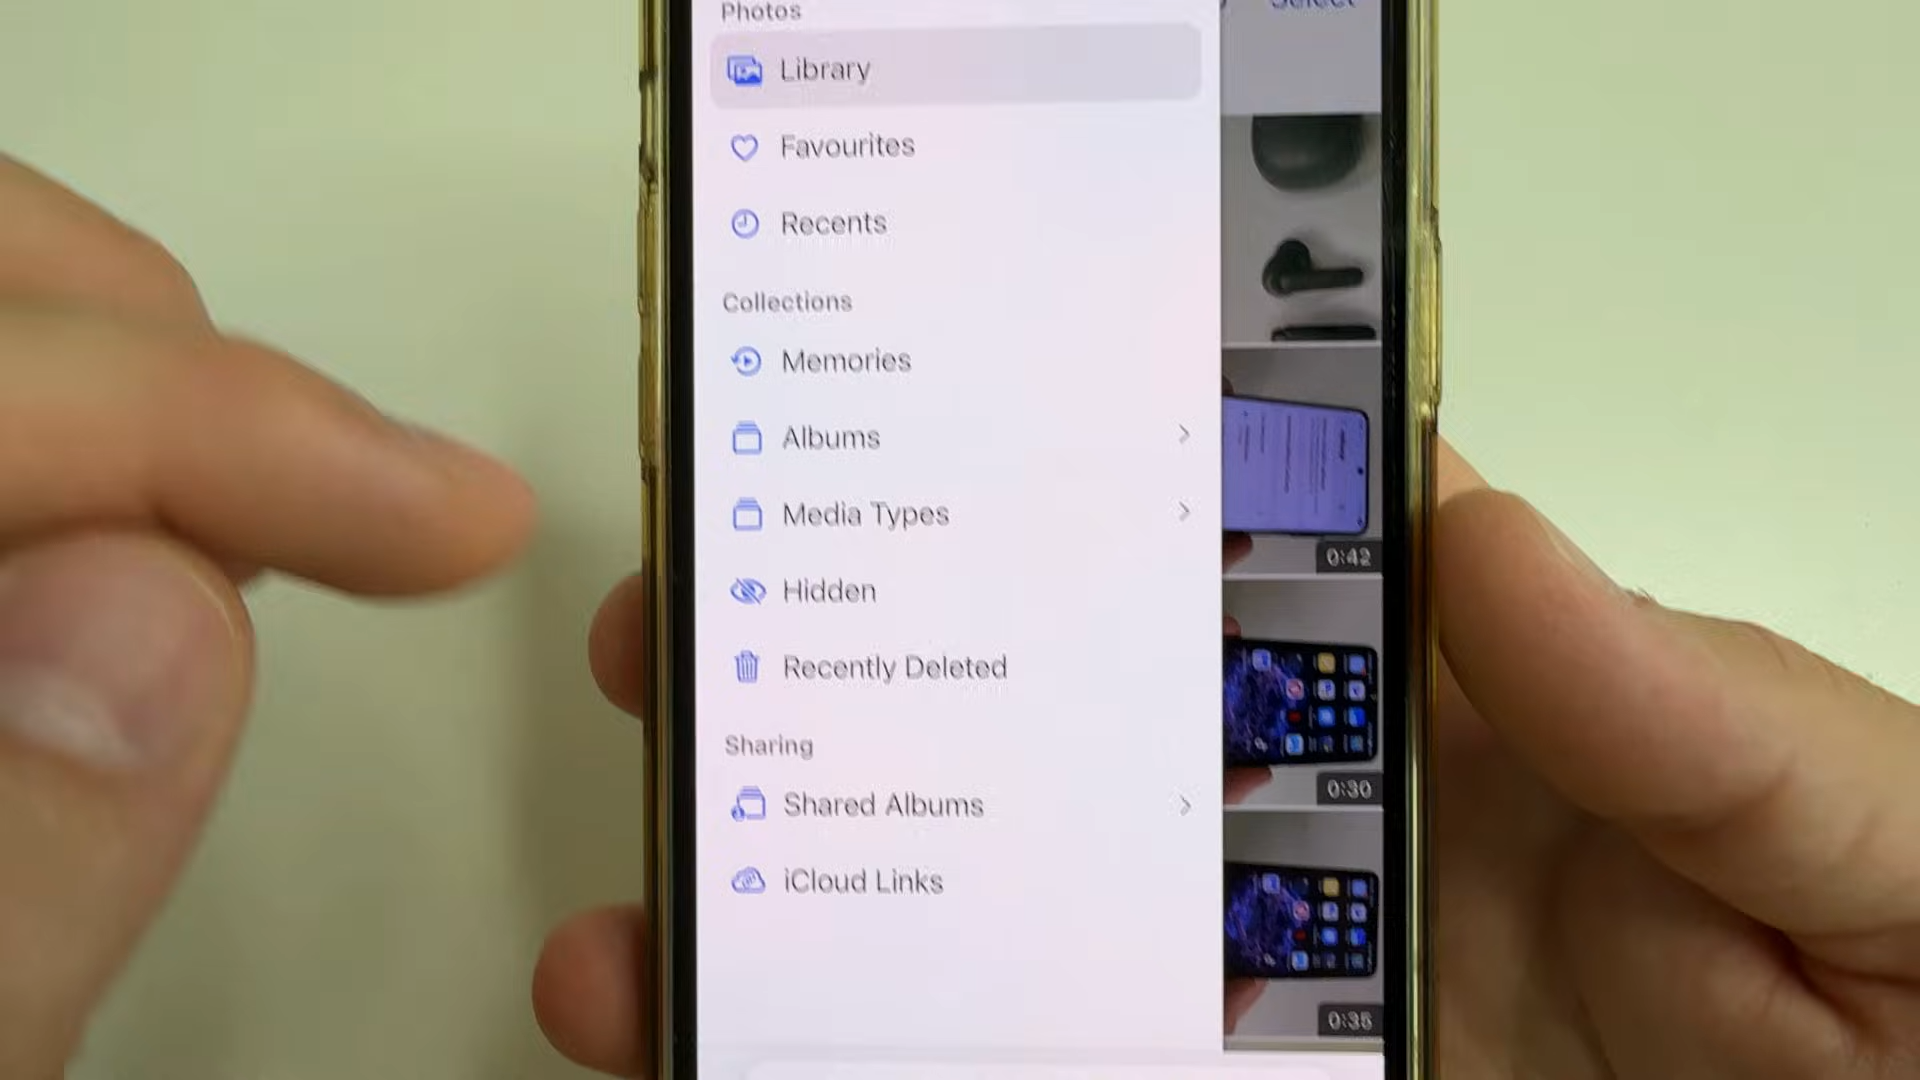 Photos
Select
Library
Favourites
Recents
Collections
Memories
Albums
Media Types
0:42
Hidden
Recently Deleted
Sharing
0:30
Shared Albums
iCloud Links
0:35